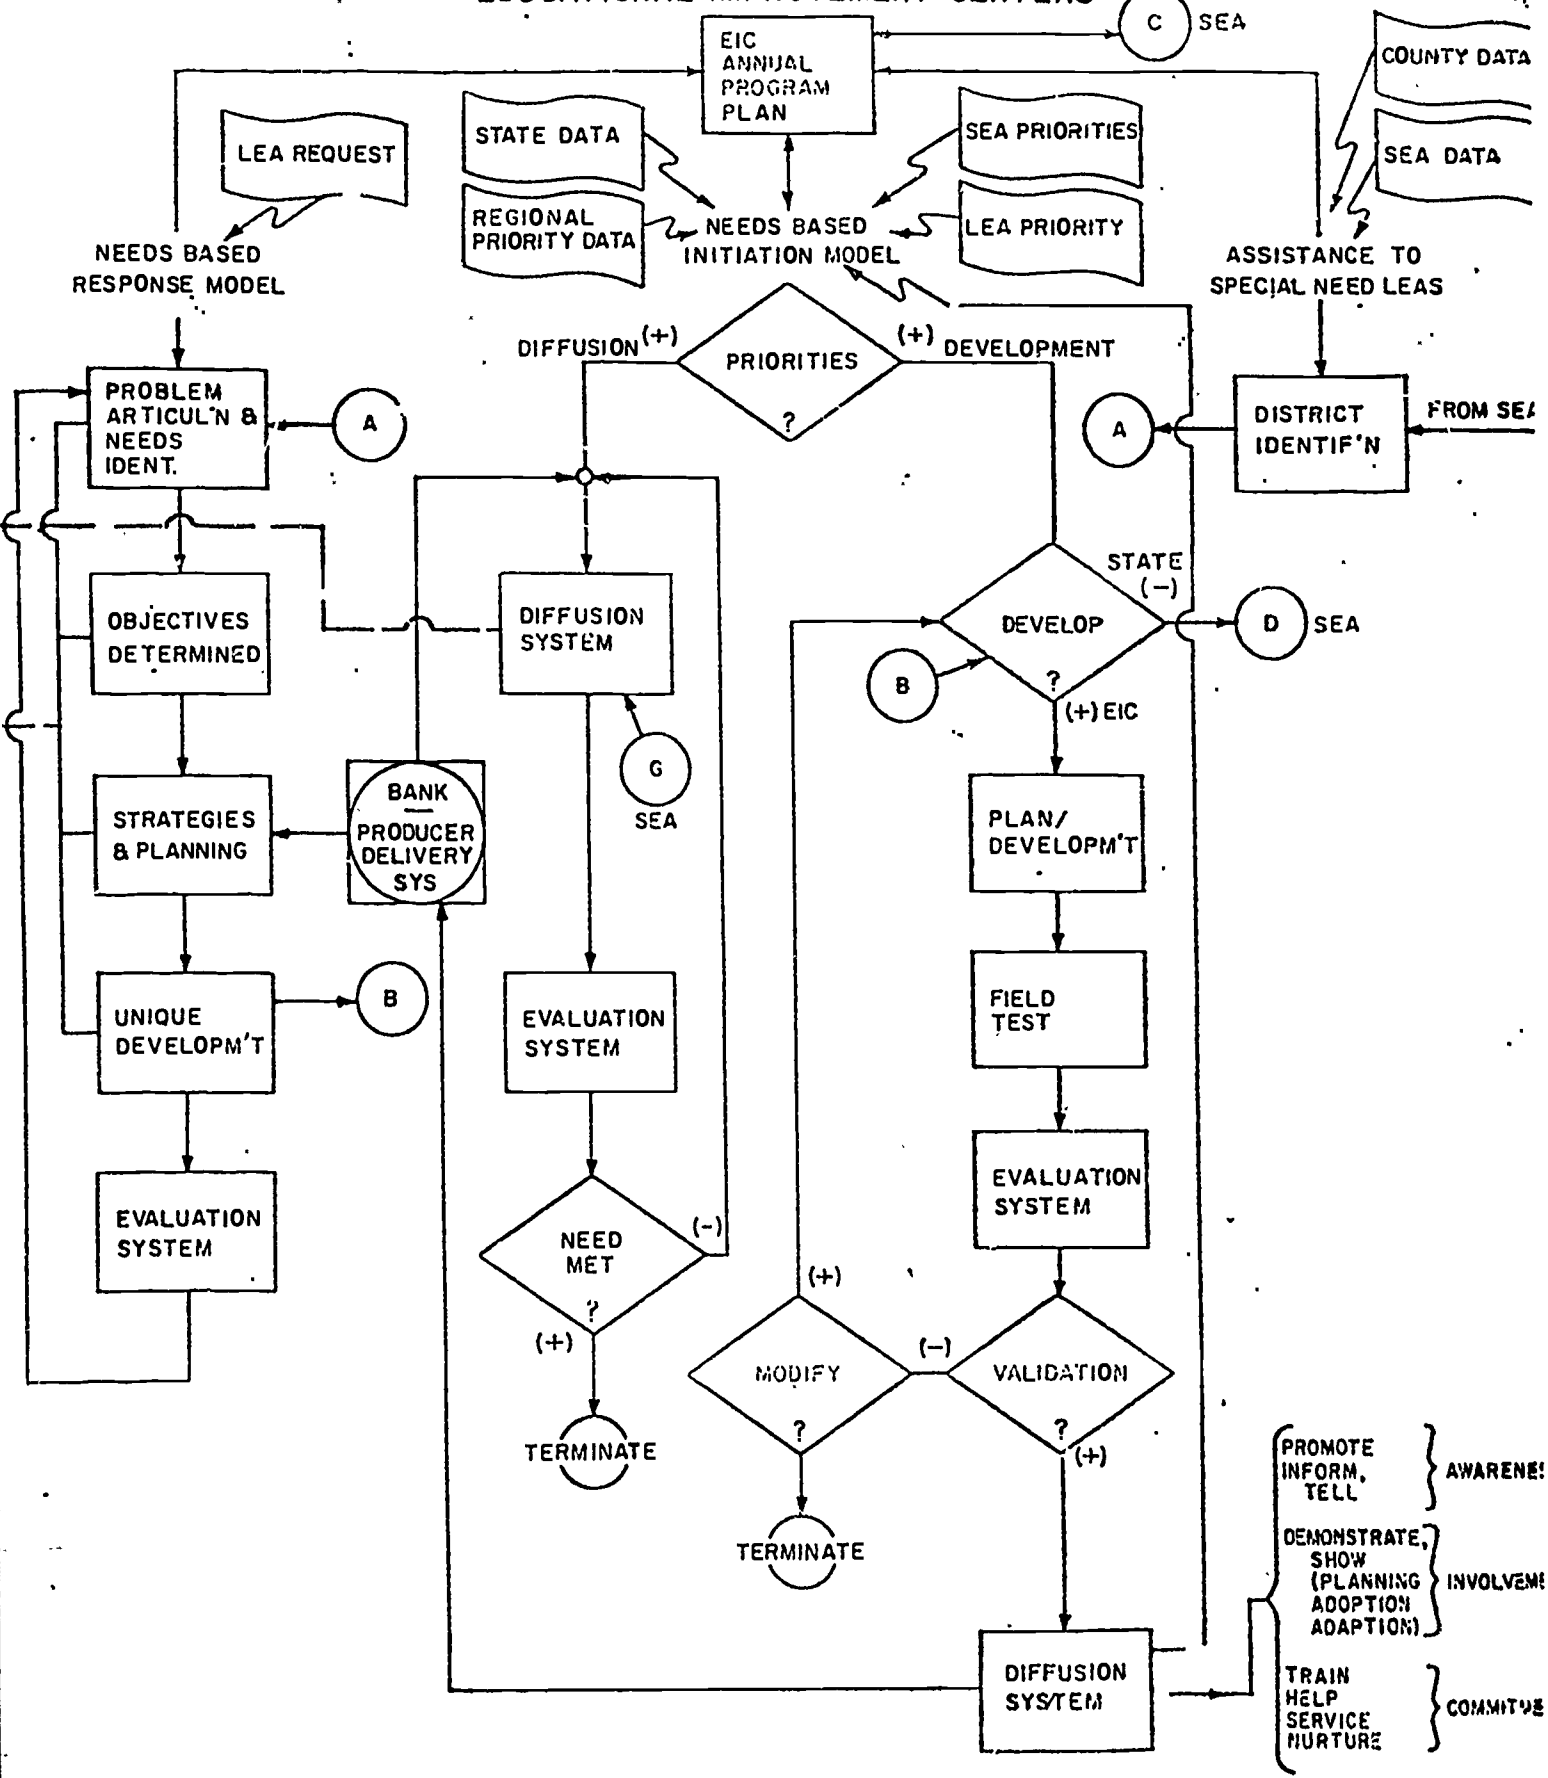 C
SEA
EIC
ANNUAL
PROGRAM
PLAN
COUNTY DATA
SEA DATA
LEA REQUEST
STATE DATA
REGIONAL
PRIORITY DATA
SEA PRIORITIES
LEA PRIORITY
NEEDS BASED
RESPONSE MODEL
NEEDS BASED
INITIATION MODEL
ASSISTANCE TO
SPECIAL NEED LEAS
DIFFUSION
(+)
PRIORITIES
?
(+)
DEVELOPMENT
PROBLEM
ARTICUL'N &
NEEDS
IDENT.
A
A
DISTRICT
IDENTIF'N
FROM SEA
OBJECTIVES
DETERMINED
DIFFUSION
SYSTEM
STATE
(-)
DEVELOP
?
D
SEA
B
(+) EIC
G
SEA
STRATEGIES
& PLANNING
BANK
—
PRODUCER
DELIVERY
SYS
PLAN/
DEVELOPM'T
UNIQUE
DEVELOPM'T
B
EVALUATION
SYSTEM
FIELD
TEST
EVALUATION
SYSTEM
EVALUATION
SYSTEM
NEED
MET
?
(-)
(+)
TERMINATE
(+)
MODIFY
?
(-)
VALIDATION
?
(+)
TERMINATE
DIFFUSION
SYSTEM
PROMOTE
INFORM,
TELL
DEMONSTRATE,
SHOW
(PLANNING
ADOPTION
ADAPTION)
TRAIN
HELP
SERVICE
NURTURE